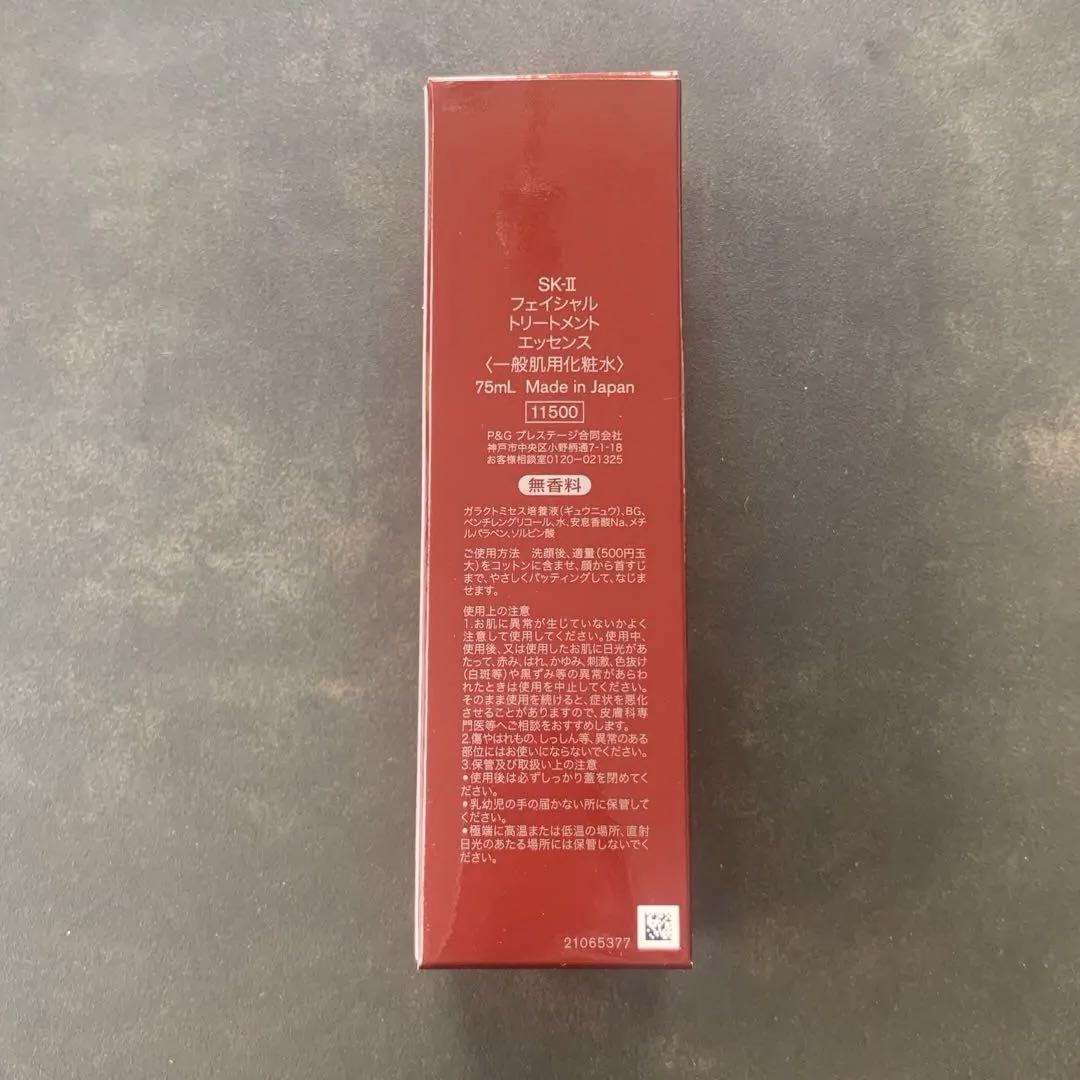 SK-Ⅱ
フェイシャル
トリートメント
エッセンス
〈一般肌用化粧水〉
75mL Made in Japan
11500
P&G プレステージ合同会社
神戸市中央区小野柄通7-1-18
お客様相談室0120-021325
無香料
ガラクトミセス培養液(ギュウニュウ)、BG、
ペンチレングリコール、水、安息香酸Na、メチ
ルパラベン、ソルビン酸
ご使用方法 洗顔後、適量(500円玉
大)をコットンに含ませ、顔から首すじ
まで、やさしくパッティングして、なじま
せます。
使用上の注意
1.お肌に異常が生じていないかよく
注意して使用してください。使用中、
使用後、又は使用したお肌に日光があ
たって、赤み、はれ、かゆみ、刺激、色抜け
(白斑等)や黒ずみ等の異常があらわ
れたときは使用を中止してください。
そのまま使用を続けると、症状を悪化
させることがありますので、皮膚科専
門医等へご相談をおすすめします。
2.傷やはれもの、しっしん等、異常のある
部位にはお使いにならないでください。
3.保管及び取扱い上の注意
●使用後は必ずしっかり蓋を閉めてく
ださい。
●乳幼児の手の届かない所に保管して
ください。
●極端に高温または低温の場所、直射
日光のあたる場所には保管しないでく
ださい。
21065377